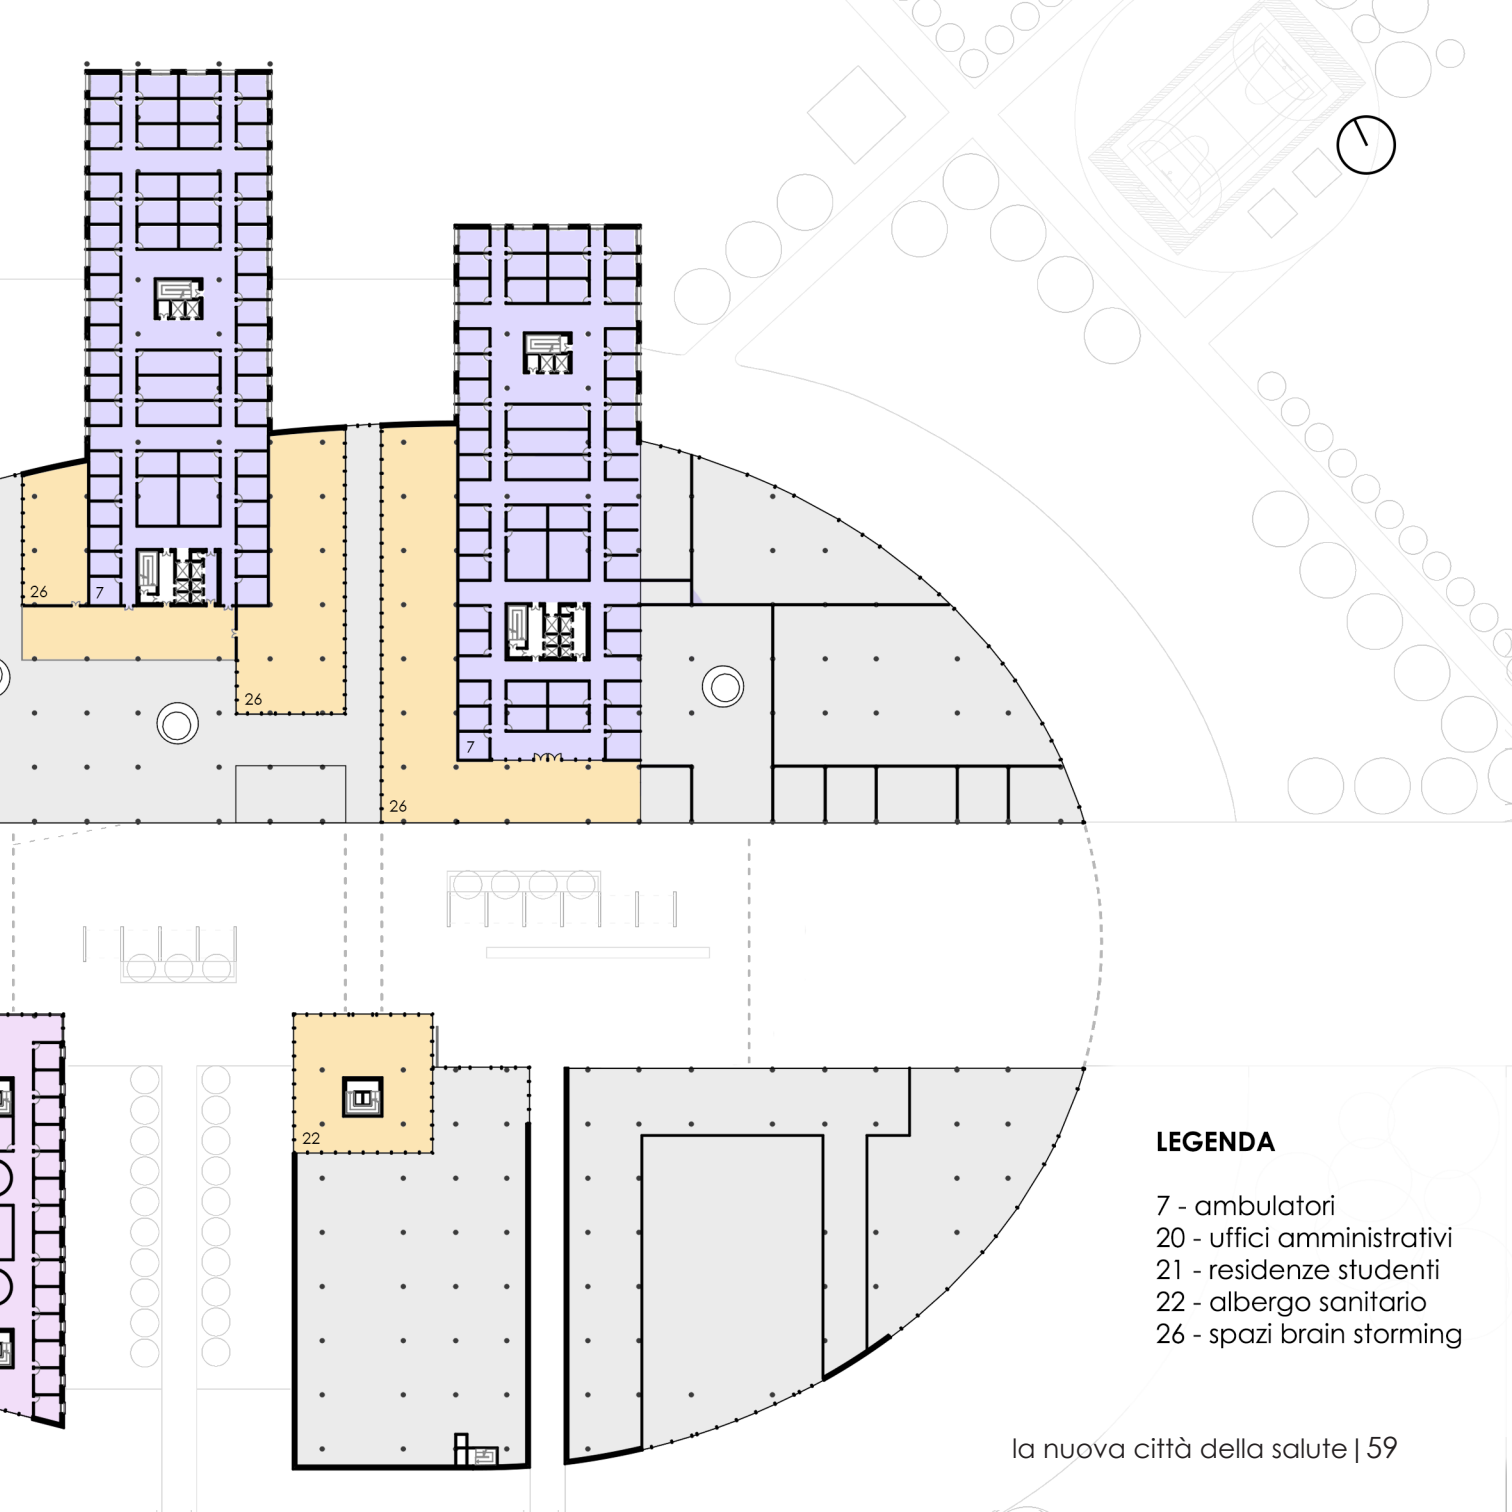 26
7
26
7
26
22
LEGENDA
7 - ambulatori
20 - uffici amministrativi
21 - residenze studenti
22 - albergo sanitario
26 - spazi brain storming
la nuova città della salute | 59